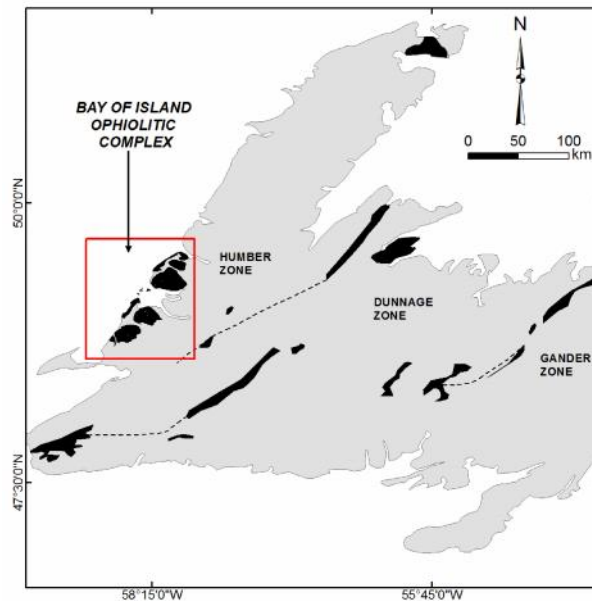 N
BAY OF ISLAND
OPHIOLITIC
COMPLEX
0 50 100
km
50°0'0"N
HUMBER
ZONE
DUNNAGE
ZONE
GANDER
ZONE
47°30'0"N
58°15'0"W
55°45'0"W